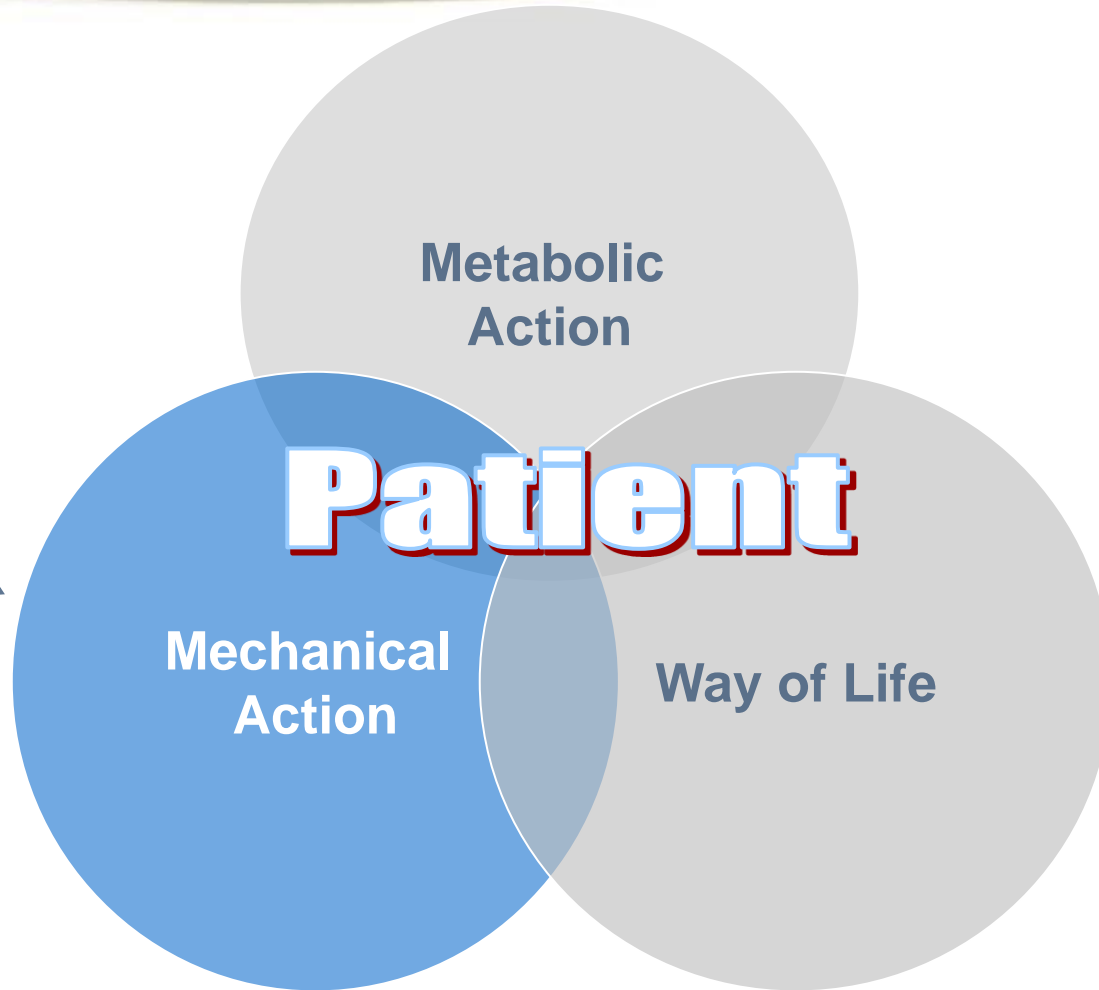 Metabolic
Action
Patient
Mechanical
Action
Way of Life